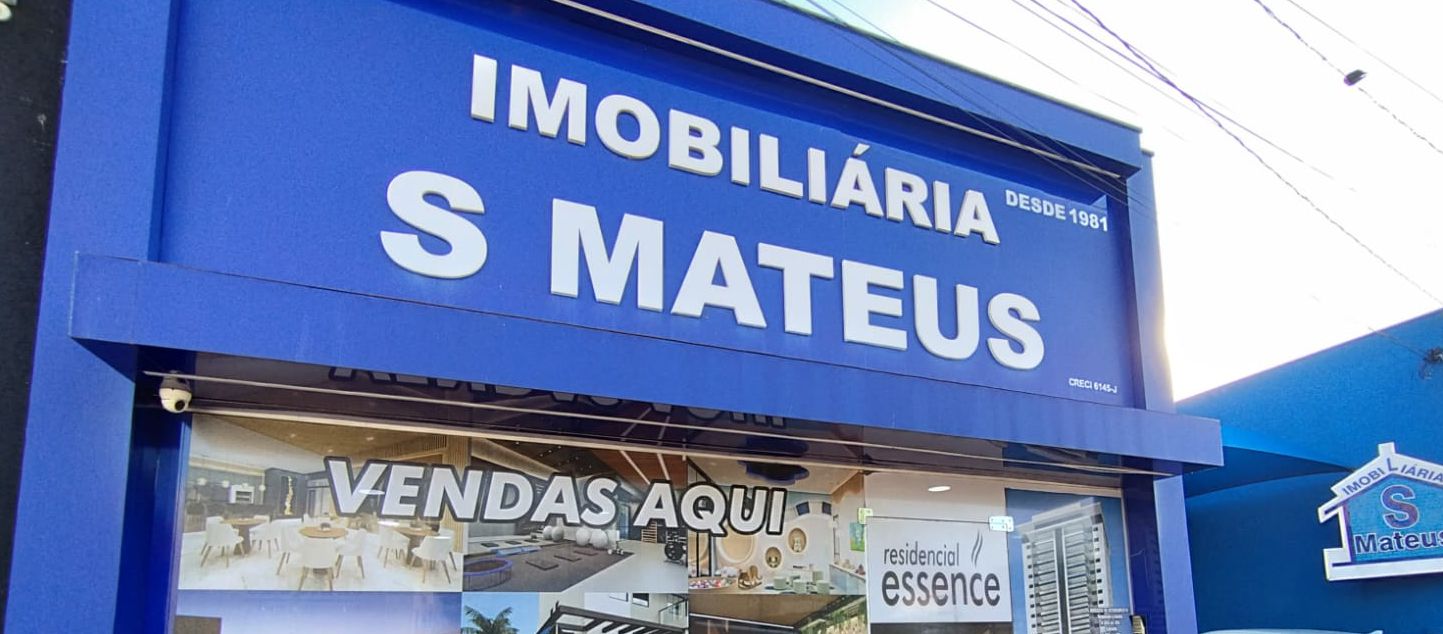 IMOBILIÁRIA
DESDE 1981
S MATEUS
CRECI 6145-J
VENDAS AQUI
residencial
essence
IMOBILIÁRIA
S
Mateus